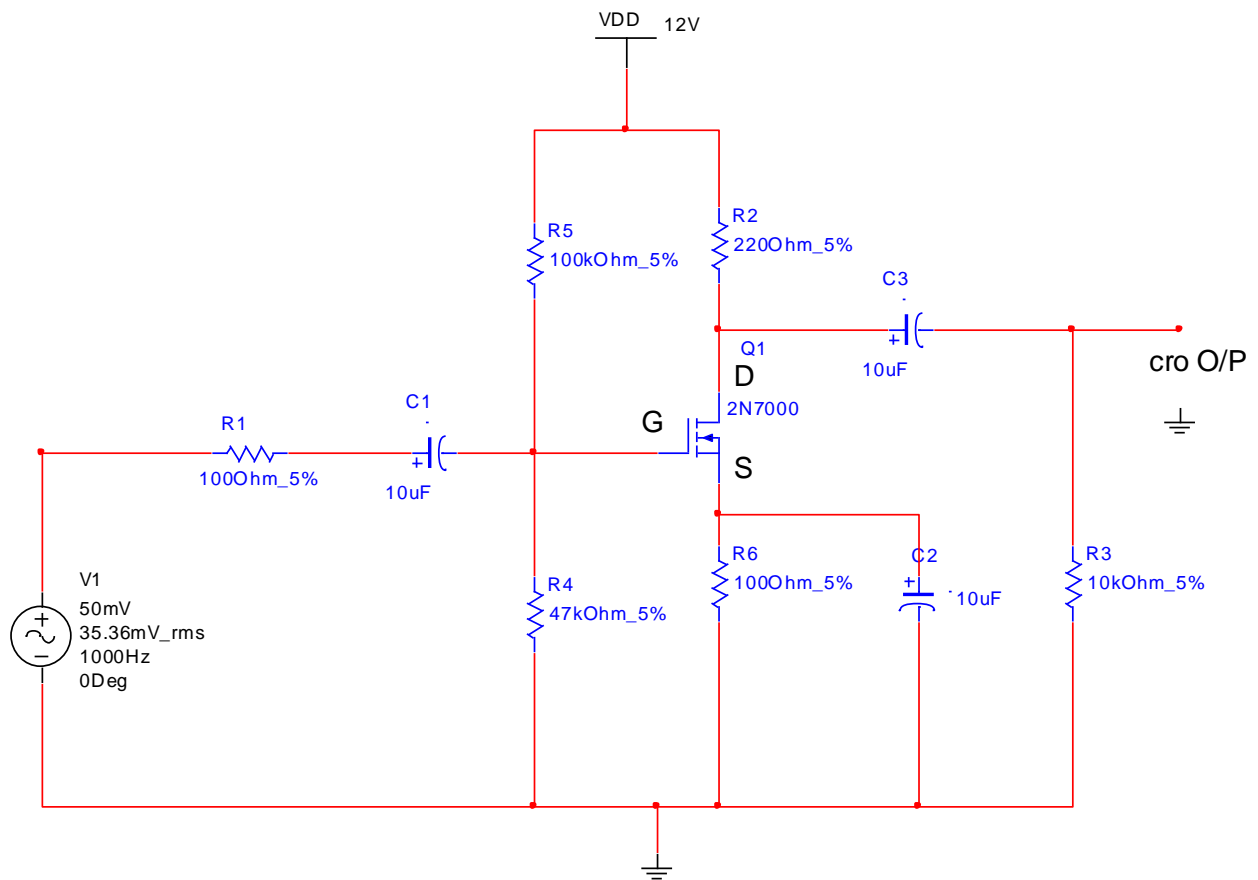 VDD 12V
R5
100kOhm_5%
R2
220Ohm_5%
C3
+
10uF
Q1
D
2N7000
G
S
cro O/P
C1
+
10uF
R1
100Ohm_5%
R6
100Ohm_5%
C2
+
10uF
R3
10kOhm_5%
R4
47kOhm_5%
V1
50mV
35.36mV_rms
1000Hz
0Deg